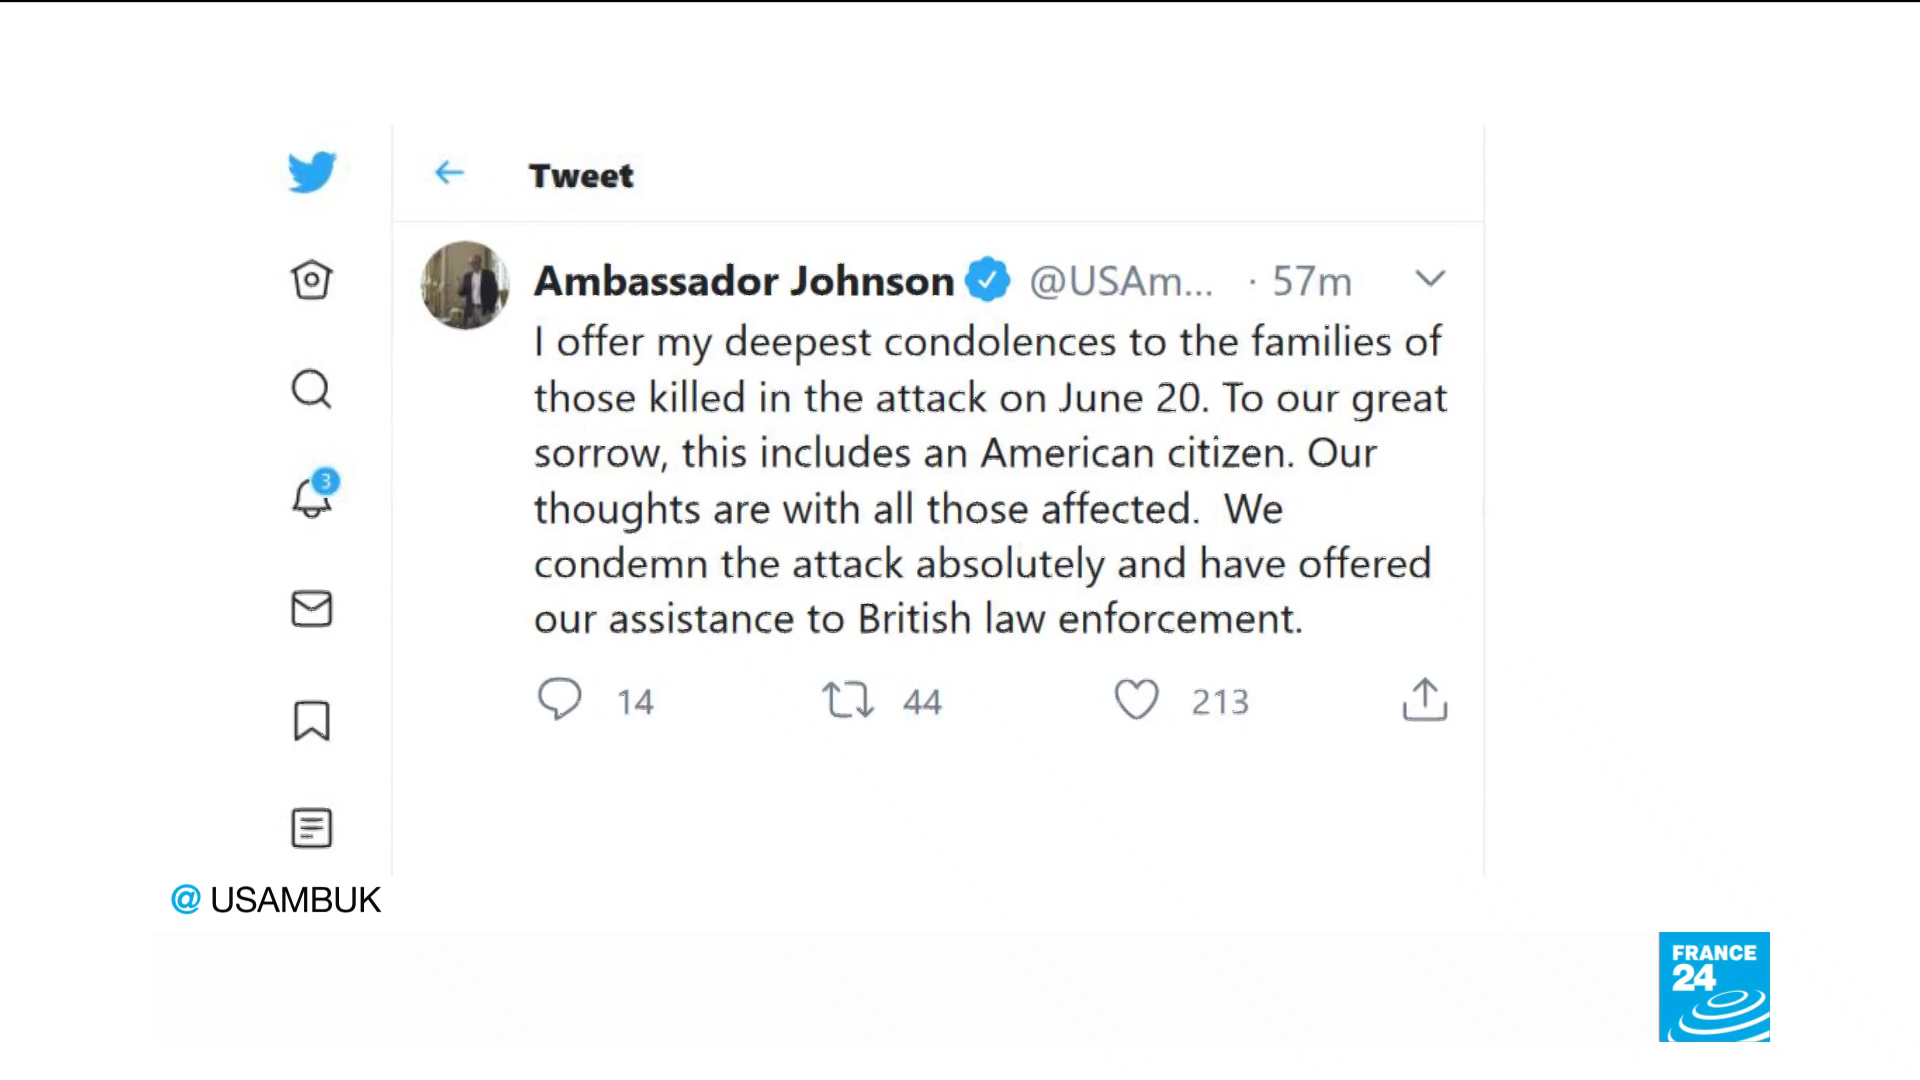 Tweet
Ambassador Johnson @USAm... · 57m
I offer my deepest condolences to the families of
those killed in the attack on June 20. To our great
sorrow, this includes an American citizen. Our
thoughts are with all those affected.  We
condemn the attack absolutely and have offered
our assistance to British law enforcement.
14 44 213
3
@ USAMBUK
FRANCE
24